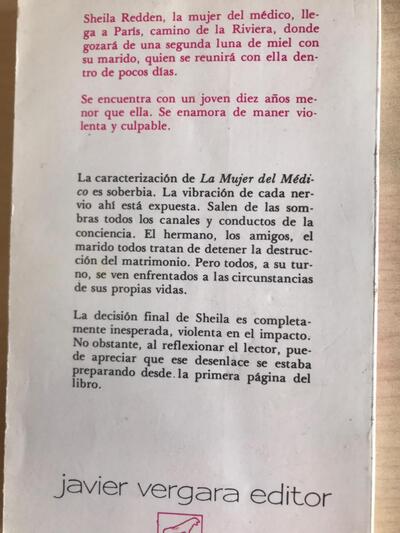 Sheila Redden, la mujer del médico, lle-
ga a París, camino de la Riviera, donde
gozará de una segunda luna de miel con
su marido, quien se reunirá con ella den-
tro de pocos días.
Se encuentra con un joven diez años me-
nor que ella. Se enamora de maner vio-
lenta y culpable.
La caracterización de La Mujer del Médi-
co es soberbia. La vibración de cada ner-
vio ahí está expuesta. Salen de las som-
bras todos los canales y conductos de la
conciencia. El hermano, los amigos, el
marido todos tratan de detener la destruc-
ción del matrimonio. Pero todos, a su tur-
no, se ven enfrentados a las circunstancias
de sus propias vidas.
La decisión final de Sheila es completa-
mente inesperada, violenta en el impacto.
No obstante, al reflexionar el lector, pue-
de apreciar que ese desenlace se estaba
preparando desde la primera página del
libro.
javier vergara editor